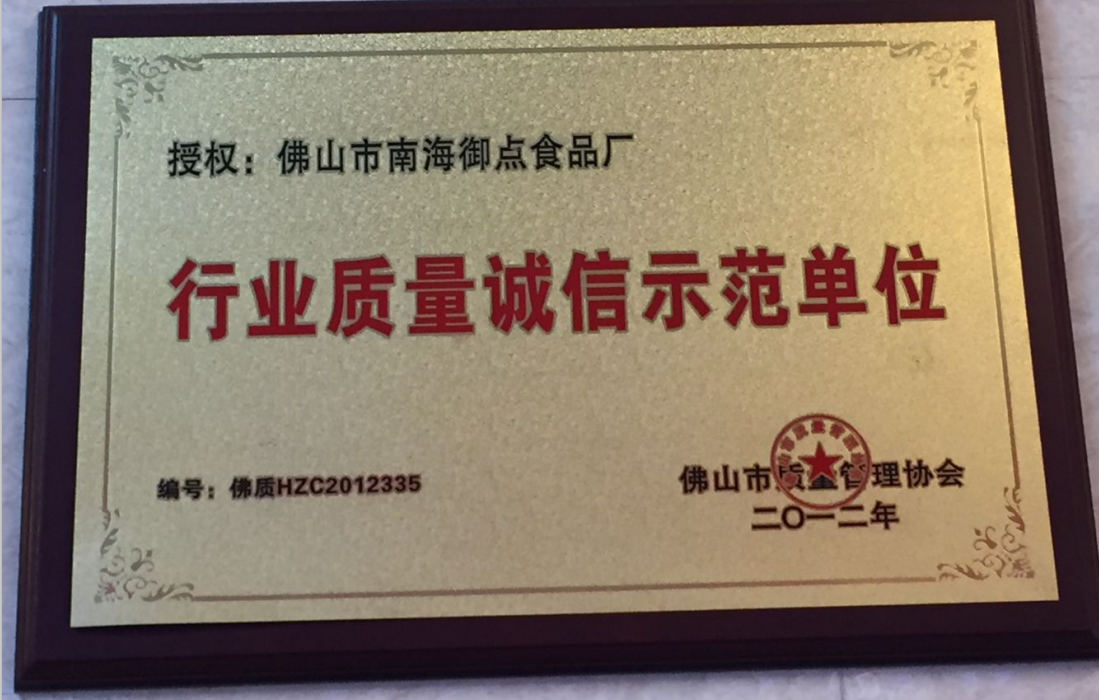 授权：佛山市南海御点食品厂
行业质量诚信示范单位
编号：佛质HZC2012335
佛山市质量管理协会
二〇一二年